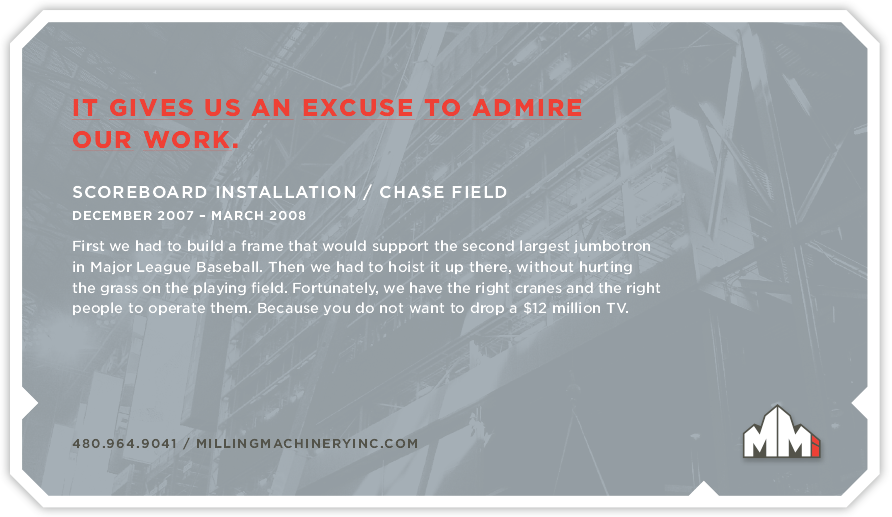 IT GIVES US AN EXCUSE TO ADMIRE
OUR WORK.
SCOREBOARD INSTALLATION / CHASE FIELD
DECEMBER 2007 – MARCH 2008
First we had to build a frame that would support the second largest jumbotron
in Major League Baseball. Then we had to hoist it up there, without hurting
the grass on the playing field. Fortunately, we have the right cranes and the right
people to operate them. Because you do not want to drop a $12 million TV.
480.964.9041 / MILLINGMACHINERYINC.COM
MMi